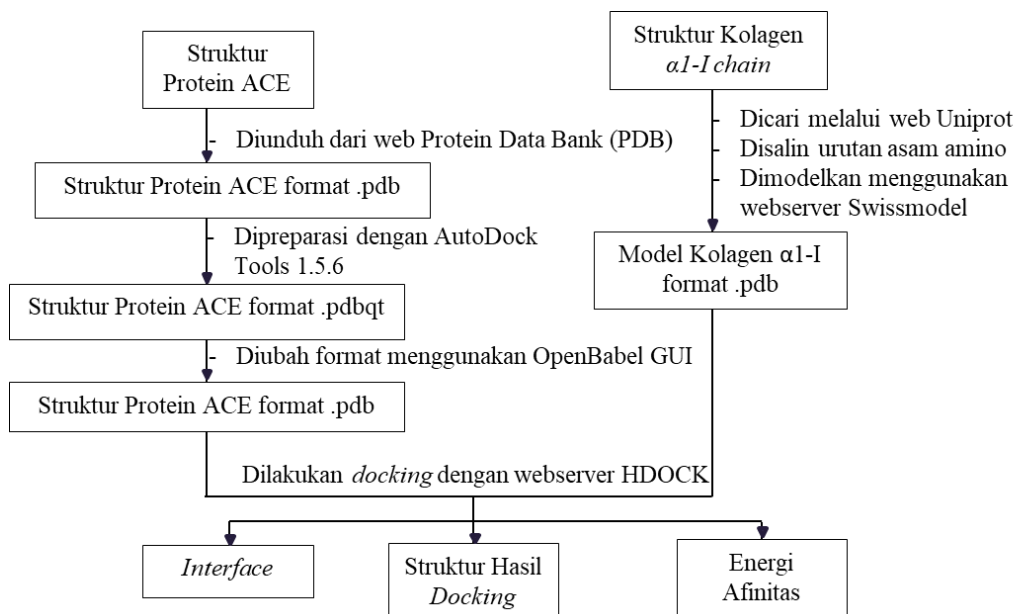 Struktur
Protein ACE
- Diunduh dari web Protein Data Bank (PDB)
Struktur Protein ACE format .pdb
- Dipreparasi dengan AutoDock
Tools 1.5.6
Struktur Protein ACE format .pdbqt
- Diubah format menggunakan OpenBabel GUI
Struktur Protein ACE format .pdb
Struktur Kolagen
α1-I chain
- Dicari melalui web Uniprot
- Disalin urutan asam amino
- Dimodelkan menggunakan
webserver Swissmodel
Model Kolagen α1-I
format .pdb
Dilakukan docking dengan webserver HDOCK
Interface
Struktur Hasil
Docking
Energi
Afinitas